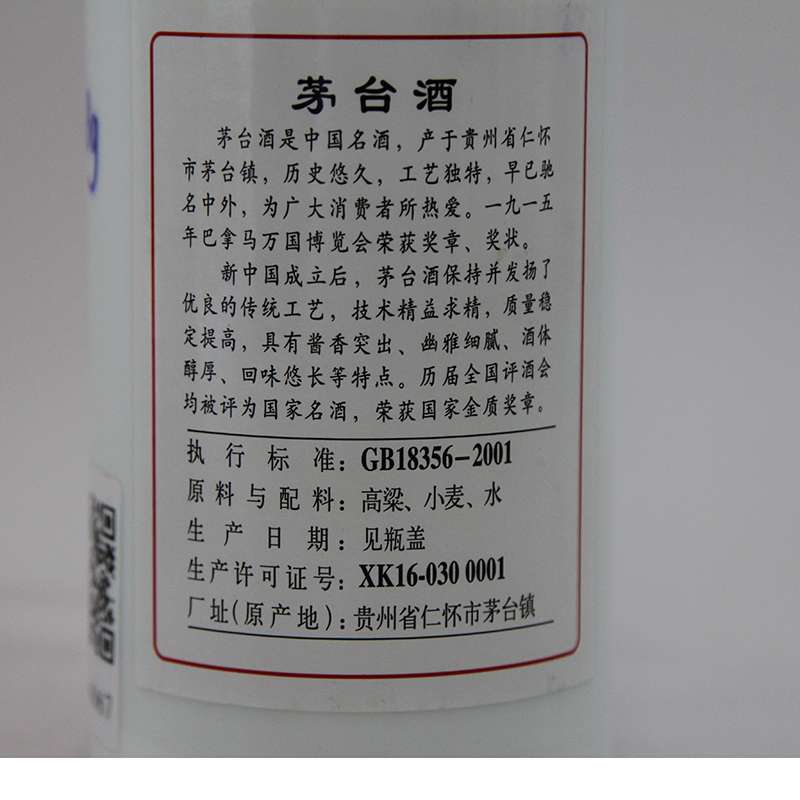 茅台酒
茅台酒是中国名酒，产于贵州省仁怀
市茅台镇，历史悠久，工艺独特，早已驰
名中外，为广大消费者所热爱。一九一五
年巴拿马万国博览会荣获奖章、奖状。
新中国成立后，茅台酒保持并发扬了
优良的传统工艺，技术精益求精，质量稳
定提高，具有酱香突出、幽雅细腻、酒体
醇厚、回味悠长等特点。历届全国评酒会
均被评为国家名酒，荣获国家金质奖章。
执行标准：GB18356-2001
原料与配料：高粱、小麦、水
生产日期：见瓶盖
生产许可证号：XK16-030 0001
厂址（原产地）：贵州省仁怀市茅台镇